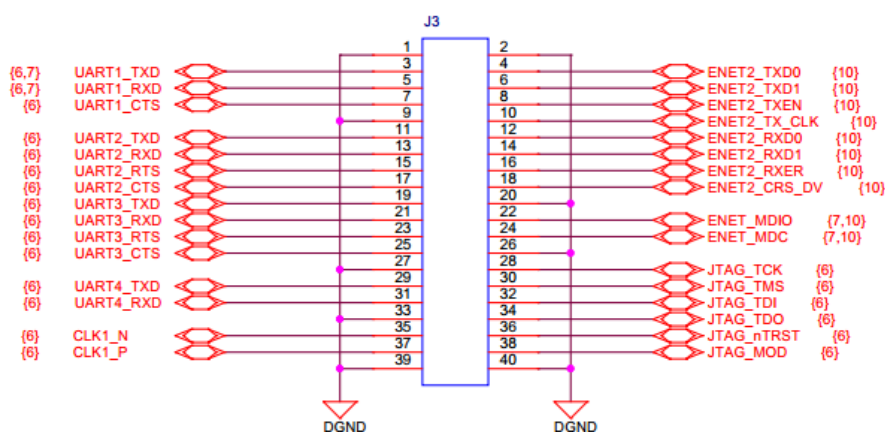 J3
1 2
{6,7} UART1_TXD 3 4 ENET2_TXD0 {10}
{6,7} UART1_RXD 5 6 ENET2_TXD1 {10}
{6} UART1_CTS 7 8 ENET2_TXEN {10}
9 10 ENET2_TX_CLK {10}
{6} UART2_TXD 11 12 ENET2_RXD0 {10}
{6} UART2_RXD 13 14 ENET2_RXD1 {10}
{6} UART2_RTS 15 16 ENET2_RXER {10}
{6} UART2_CTS 17 18 ENET2_CRS_DV {10}
{6} UART3_TXD 19 20
{6} UART3_RXD 21 22 ENET_MDIO {7,10}
{6} UART3_RTS 23 24 ENET_MDC {7,10}
{6} UART3_CTS 25 26
27 28 JTAG_TCK {6}
{6} UART4_TXD 29 30 JTAG_TMS {6}
{6} UART4_RXD 31 32 JTAG_TDI {6}
33 34 JTAG_TDO {6}
{6} CLK1_N 35 36 JTAG_nTRST {6}
{6} CLK1_P 37 38 JTAG_MOD {6}
39 40
DGND DGND